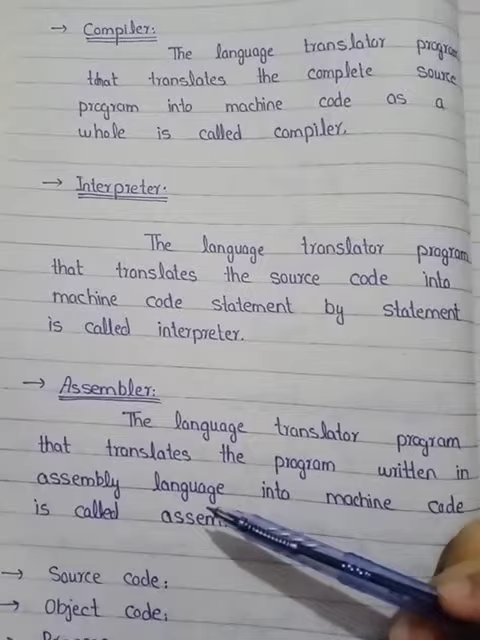 → Compiler:
The language translator program
that translates the complete source
program into machine code as a
whole is called compiler.
→ Interpreter.
The language translator program
that translates the source code into
machine code statement by statement
is called interpreter.
→ Assembler:
The language translator program
that translates the program written in
assembly language into machine code
is called assem
→ Source code:
→ Object code: